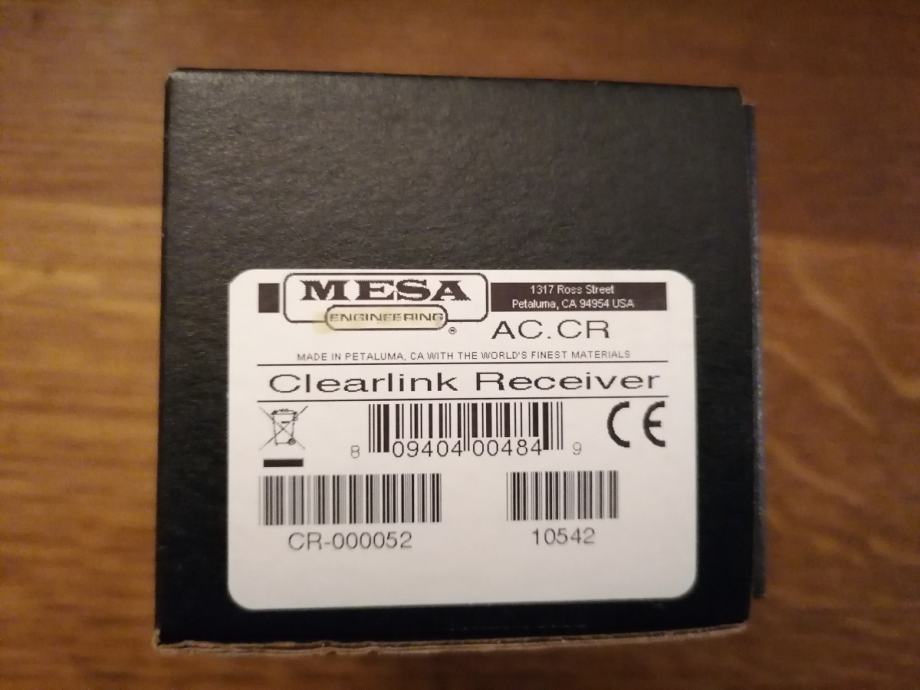 MESA
ENGINEERING
®
1317 Ross Street
Petaluma, CA 94954 USA
AC.CR
MADE IN PETALUMA, CA WITH THE WORLD'S FINEST MATERIALS
Clearlink Receiver
8 09404 00484 9
CE
CR-000052
10542